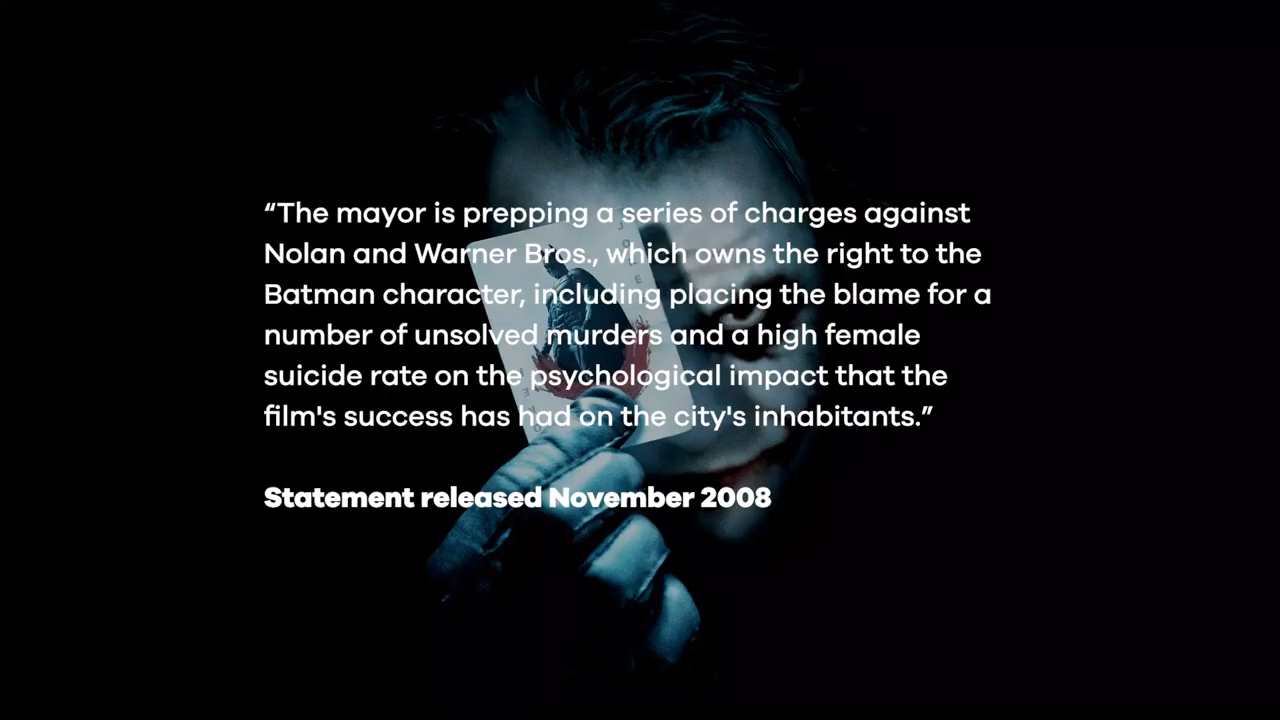 “The mayor is prepping a series of charges against
Nolan and Warner Bros., which owns the right to the
Batman character, including placing the blame for a
number of unsolved murders and a high female
suicide rate on the psychological impact that the
film's success has had on the city's inhabitants.”
Statement released November 2008